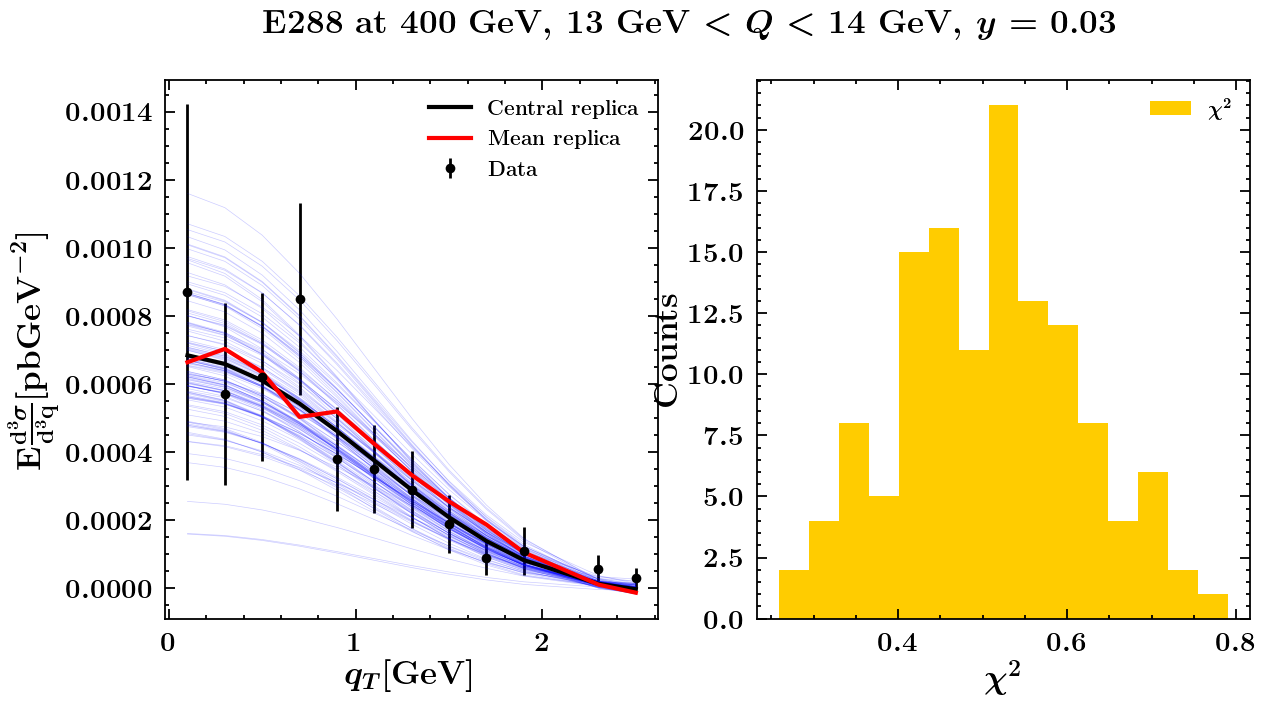 E288 at 400 GeV, 13 GeV < Q < 14 GeV, y = 0.03
0.0014
0.0012
0.0010
0.0008
0.0006
0.0004
0.0002
0.0000
E d³σ/d³q [pbGeV⁻²]
Central replica
Mean replica
Data
0
1
2
q_T[GeV]
20.0
17.5
15.0
12.5
10.0
7.5
5.0
2.5
0.0
Counts
χ²
0.4
0.6
0.8
χ²